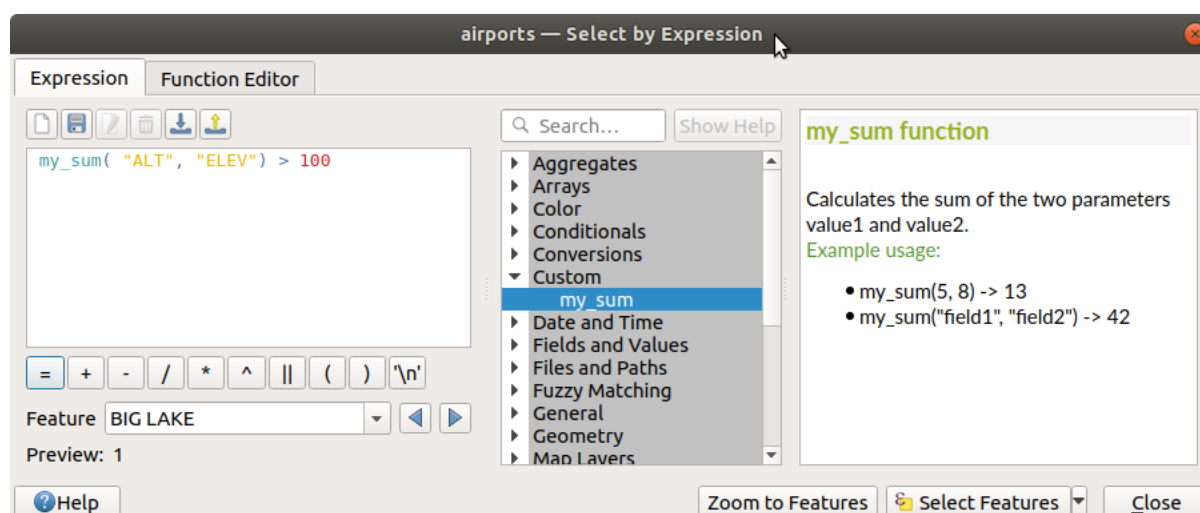 airports — Select by Expression
Expression
Function Editor
my_sum( "ALT", "ELEV") > 100
=
+
-
/
*
^
||
(
)
'\n'
Feature
BIG LAKE
Preview: 1
Search...
Show Help
Aggregates
Arrays
Color
Conditionals
Conversions
Custom
my_sum
Date and Time
Fields and Values
Files and Paths
Fuzzy Matching
General
Geometry
Map Layers
my_sum function
Calculates the sum of the two parameters
value1 and value2.
Example usage:
● my_sum(5, 8) -> 13
● my_sum("field1", "field2") -> 42
Help
Zoom to Features
Select Features
Close